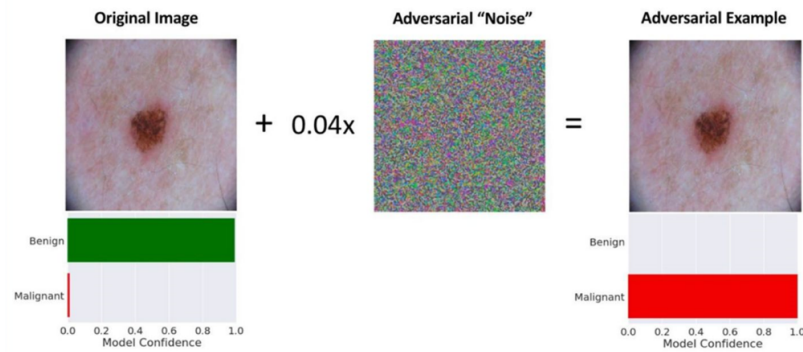 Original Image
Adversarial “Noise”
Adversarial Example
+ 0.04x
=
Benign
Malignant
0.0 0.2 0.4 0.6 0.8 1.0
Model Confidence
Benign
Malignant
0.0 0.2 0.4 0.6 0.8 1.0
Model Confidence